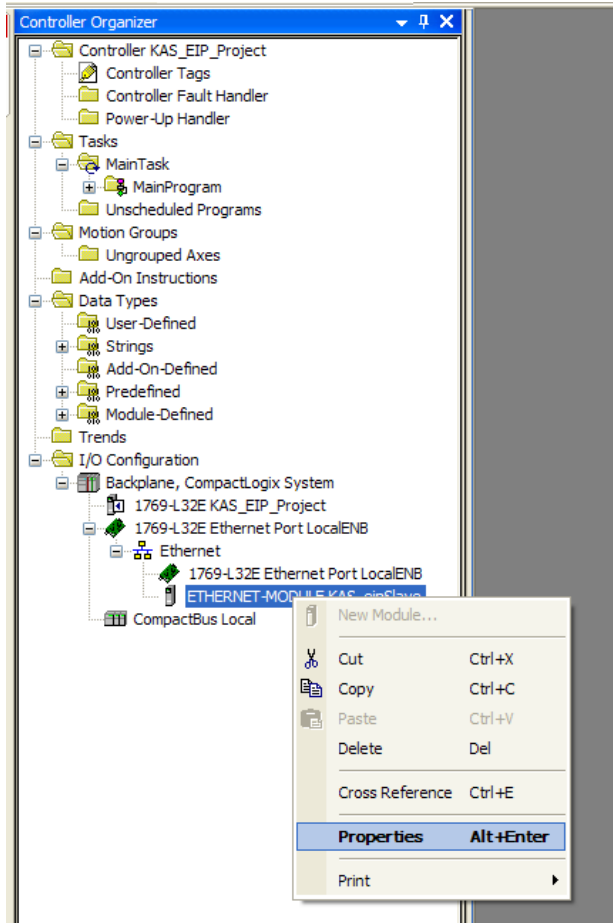 Controller Organizer
Controller KAS_EIP_Project
Controller Tags
Controller Fault Handler
Power-Up Handler
Tasks
MainTask
MainProgram
Unscheduled Programs
Motion Groups
Ungrouped Axes
Add-On Instructions
Data Types
User-Defined
Strings
Add-On-Defined
Predefined
Module-Defined
Trends
I/O Configuration
Backplane, CompactLogix System
1769-L32E KAS_EIP_Project
1769-L32E Ethernet Port LocalENB
Ethernet
1769-L32E Ethernet Port LocalENB
ETHERNET-MODULE KAS_eipSlave
CompactBus Local
New Module...
Cut Ctrl+X
Copy Ctrl+C
Paste Ctrl+V
Delete Del
Cross Reference Ctrl+E
Properties Alt+Enter
Print